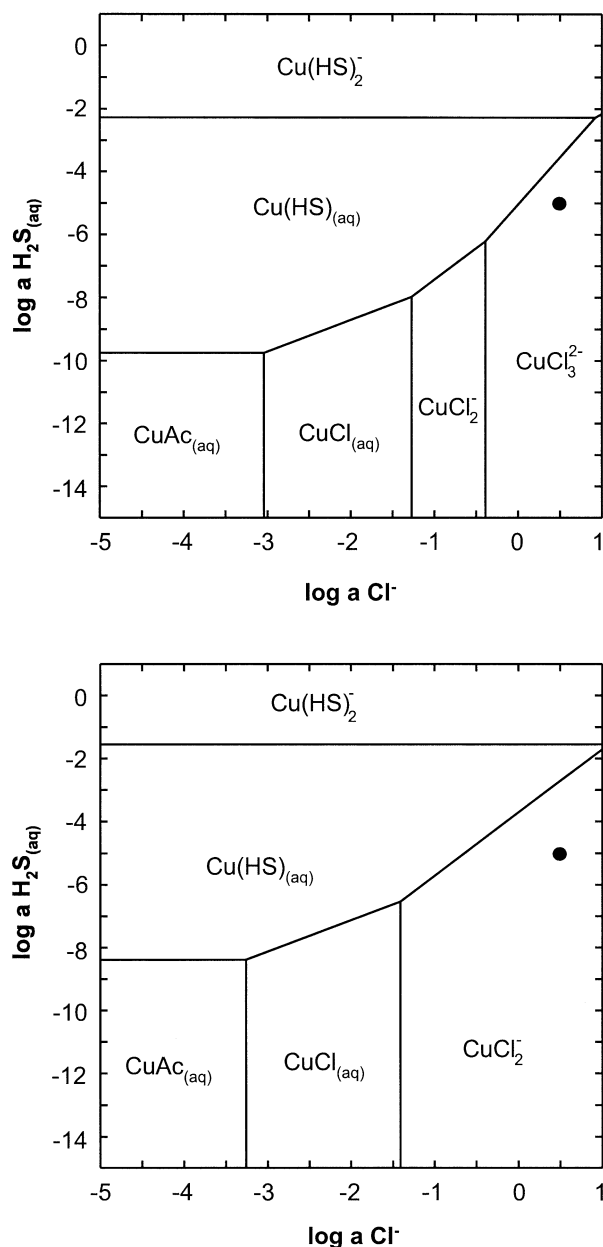 0
-2
-4
-6
-8
-10
-12
-14
log a H₂S(aq)
Cu(HS)₂⁻
Cu(HS)(aq)
CuAc(aq)
CuCl(aq)
CuCl₂⁻
CuCl₃²⁻
-5 -4 -3 -2 -1 0 1
log a Cl⁻
0
-2
-4
-6
-8
-10
-12
-14
log a H₂S(aq)
Cu(HS)₂⁻
Cu(HS)(aq)
CuAc(aq)
CuCl(aq)
CuCl₂⁻
-5 -4 -3 -2 -1 0 1
log a Cl⁻